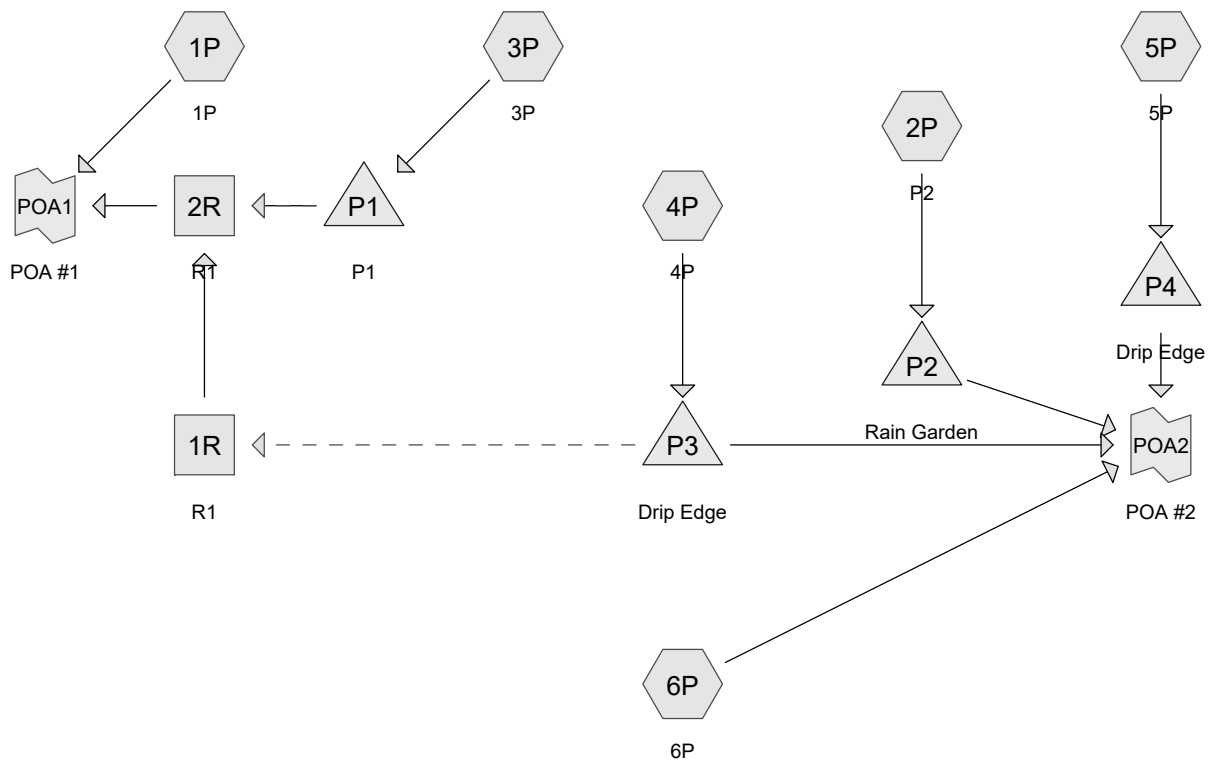 1P
1P
3P
3P
5P
5P
2P
P2
POA1
POA #1
2R
R1
P1
P1
4P
4P
P4
Drip Edge
P2
Rain Garden
1R
R1
P3
Drip Edge
POA2
POA #2
6P
6P